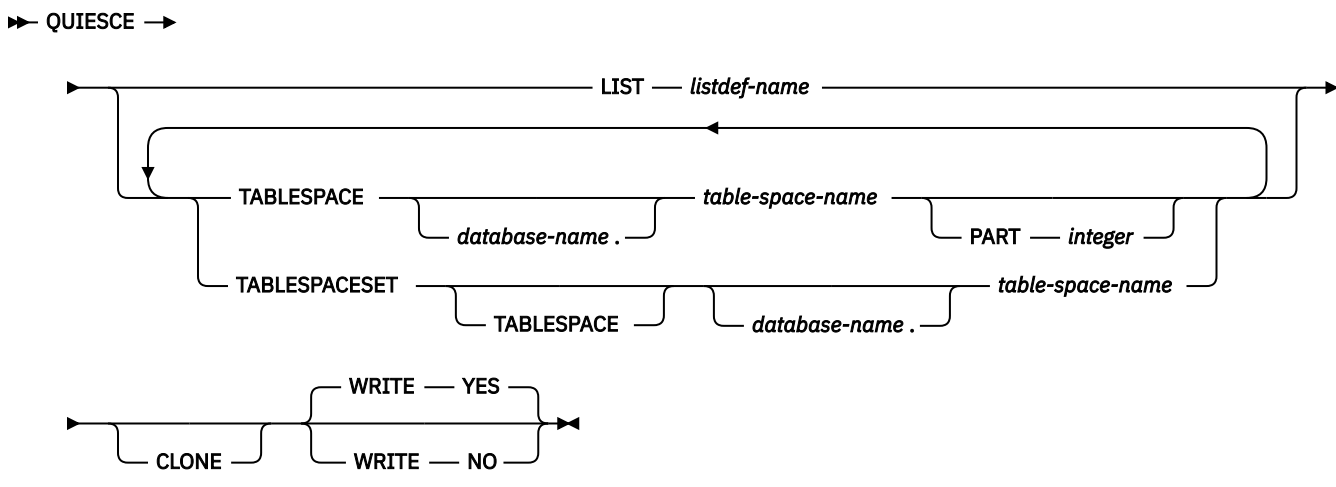 QUIESCE
LIST listdef-name
TABLESPACE table-space-name
database-name . PART integer
TABLESPACESET table-space-name
TABLESPACE database-name .
WRITE YES
CLONE WRITE NO